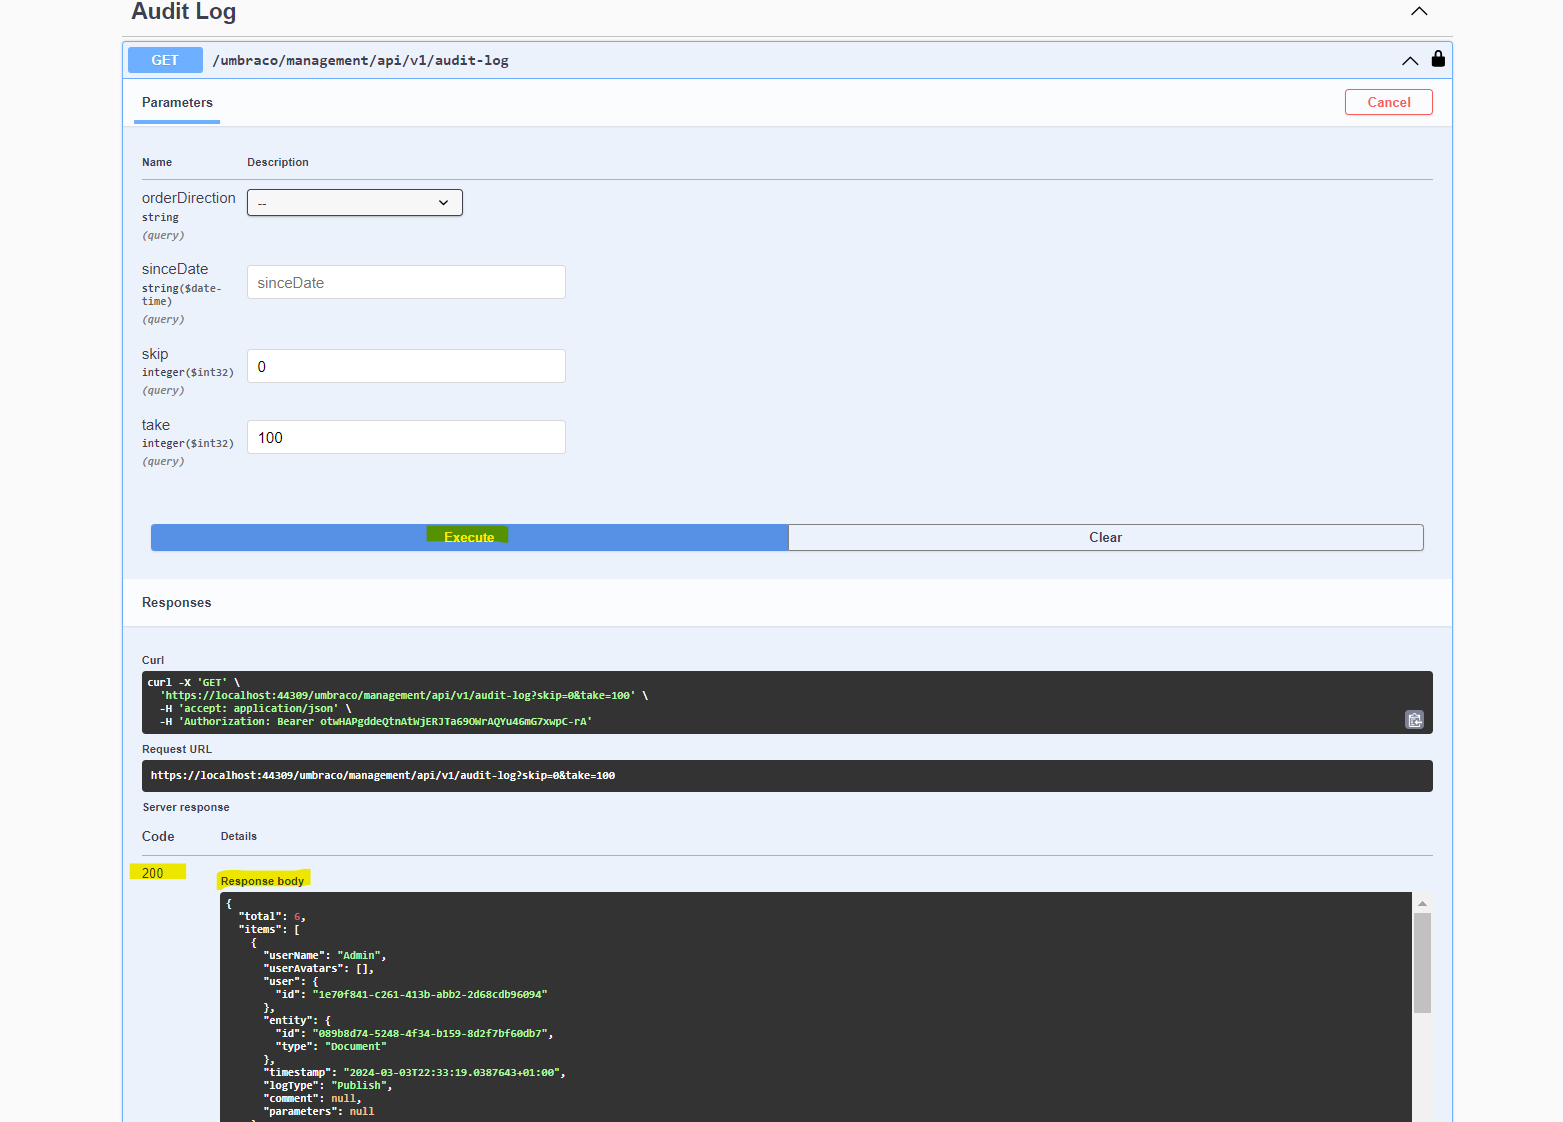 Audit Log
GET /umbraco/management/api/v1/audit-log
Parameters
Cancel
Name Description
orderDirection
string
(query)
--
sinceDate
string($date-
time)
(query)
sinceDate
skip
integer($int32)
(query)
0
take
integer($int32)
(query)
100
Execute
Clear
Responses
Curl
curl -X 'GET' \
'https://localhost:44309/umbraco/management/api/v1/audit-log?skip=0&take=100' \
-H 'accept: application/json' \
-H 'Authorization: Bearer otwHAPgddeQtnAtWjERJTa69OWrAQYu46mG7xwpC-rA'
Request URL
https://localhost:44309/umbraco/management/api/v1/audit-log?skip=0&take=100
Server response
Code Details
200
Response body
{
"total": 6,
"items": [
{
"userName": "Admin",
"userAvatars": [],
"user": {
"id": "1e70f841-c261-413b-abb2-2d68cdb96094"
},
"entity": {
"id": "089b8d74-5248-4f34-b159-8d2f7bf60db7",
"type": "Document"
},
"timestamp": "2024-03-03T22:33:19.0387643+01:00",
"logType": "Publish",
"comment": null,
"parameters": null